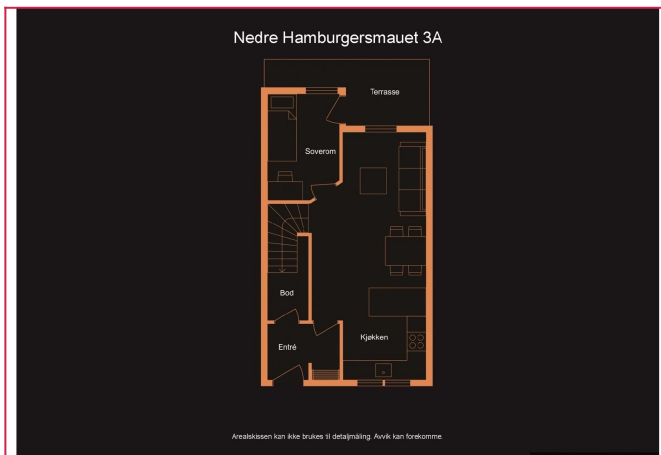 Nedre Hamburgersmauet 3A
Terrasse
Soverom
Bod
Kjøkken
Entré
Arealskissen kan ikke brukes til detaljmåling. Avvik kan forekomme.